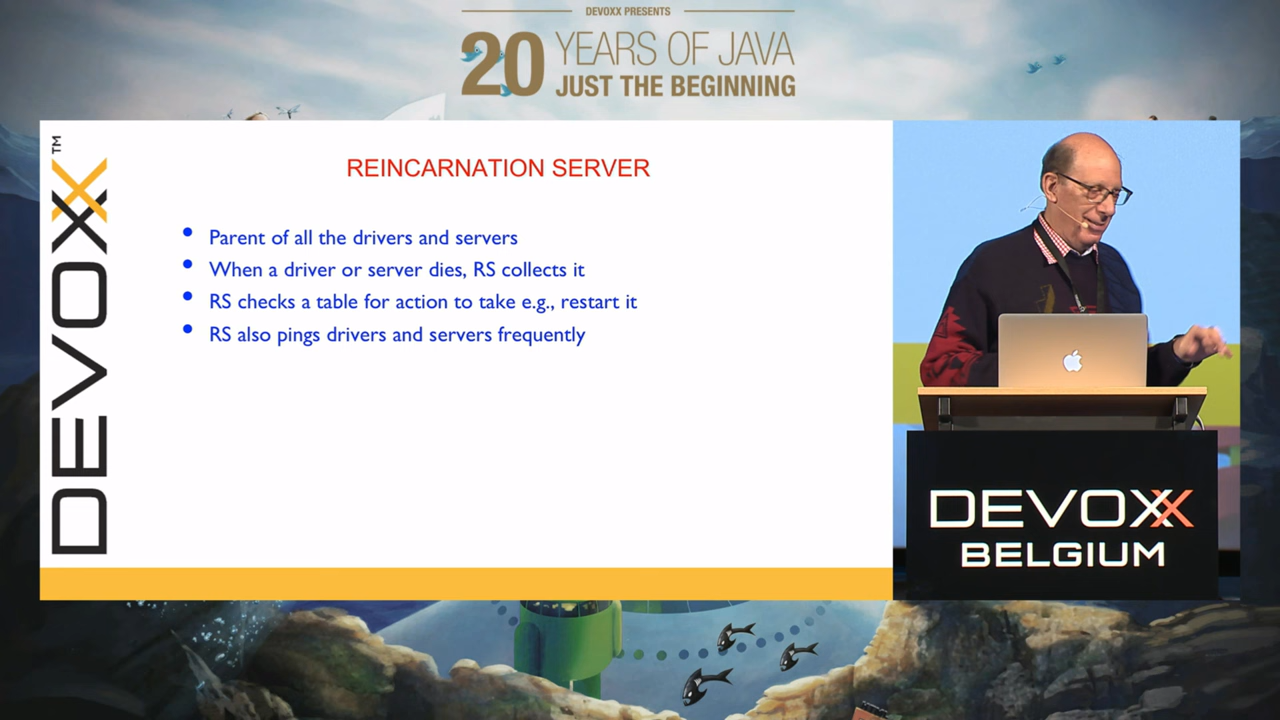 DEVOXX PRESENTS
20 YEARS OF JAVA
JUST THE BEGINNING
DEVOXX™
REINCARNATION SERVER
• Parent of all the drivers and servers
• When a driver or server dies, RS collects it
• RS checks a table for action to take e.g., restart it
• RS also pings drivers and servers frequently
DEVOXX
BELGIUM